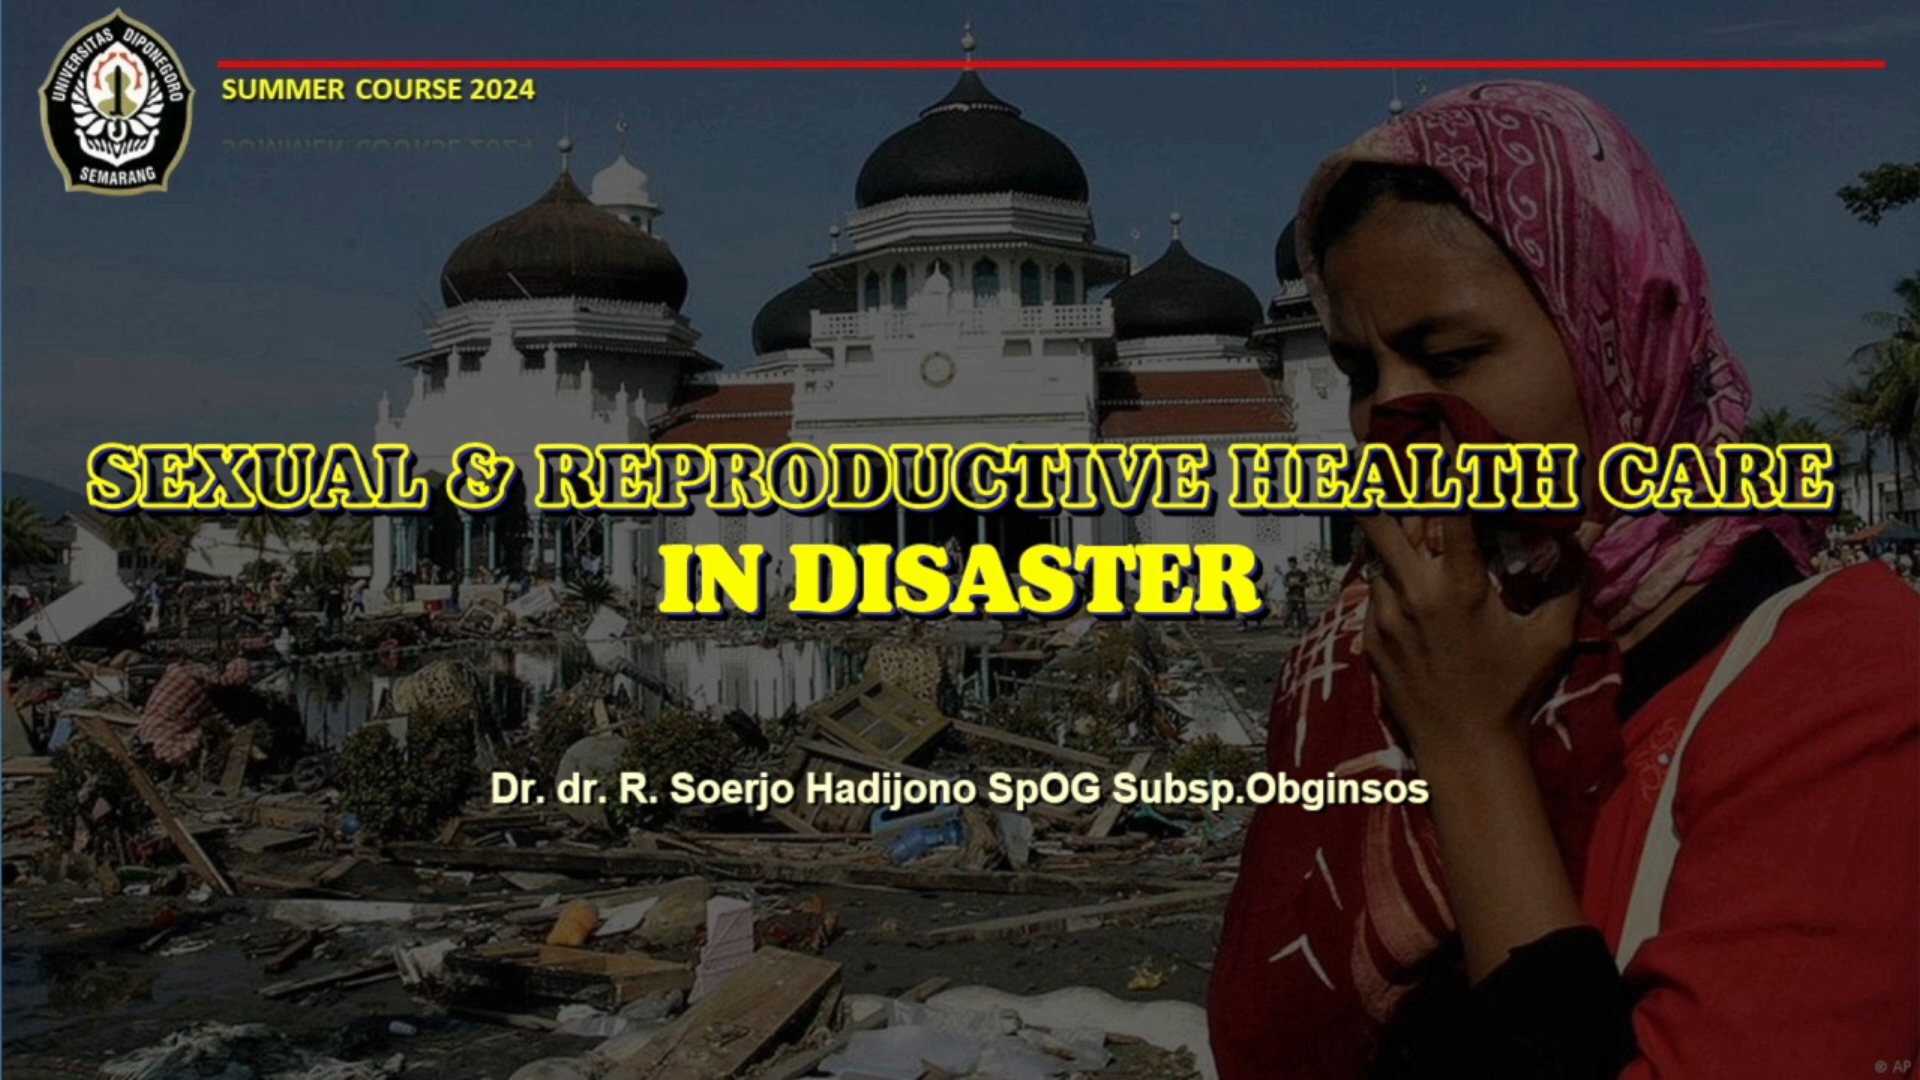 UNIVERSITAS DIPONEGORO
SEMARANG
SUMMER COURSE 2024
SEXUAL & REPRODUCTIVE HEALTH CARE
IN DISASTER
Dr. dr. R. Soerjo Hadijono SpOG Subsp.Obginsos
© AP